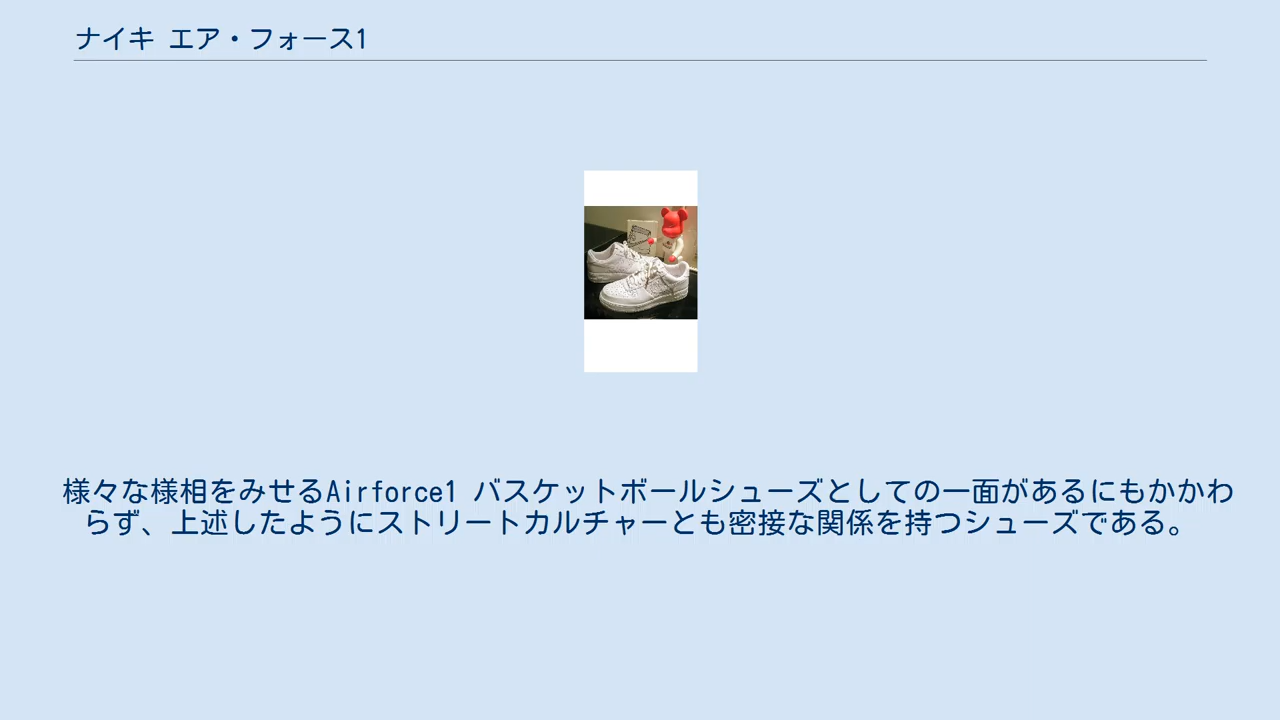 ナイキ エア・フォース1
様々な様相をみせるAirforce1 バスケットボールシューズとしての一面があるにもかかわ
らず、上述したようにストリートカルチャーとも密接な関係を持つシューズである。